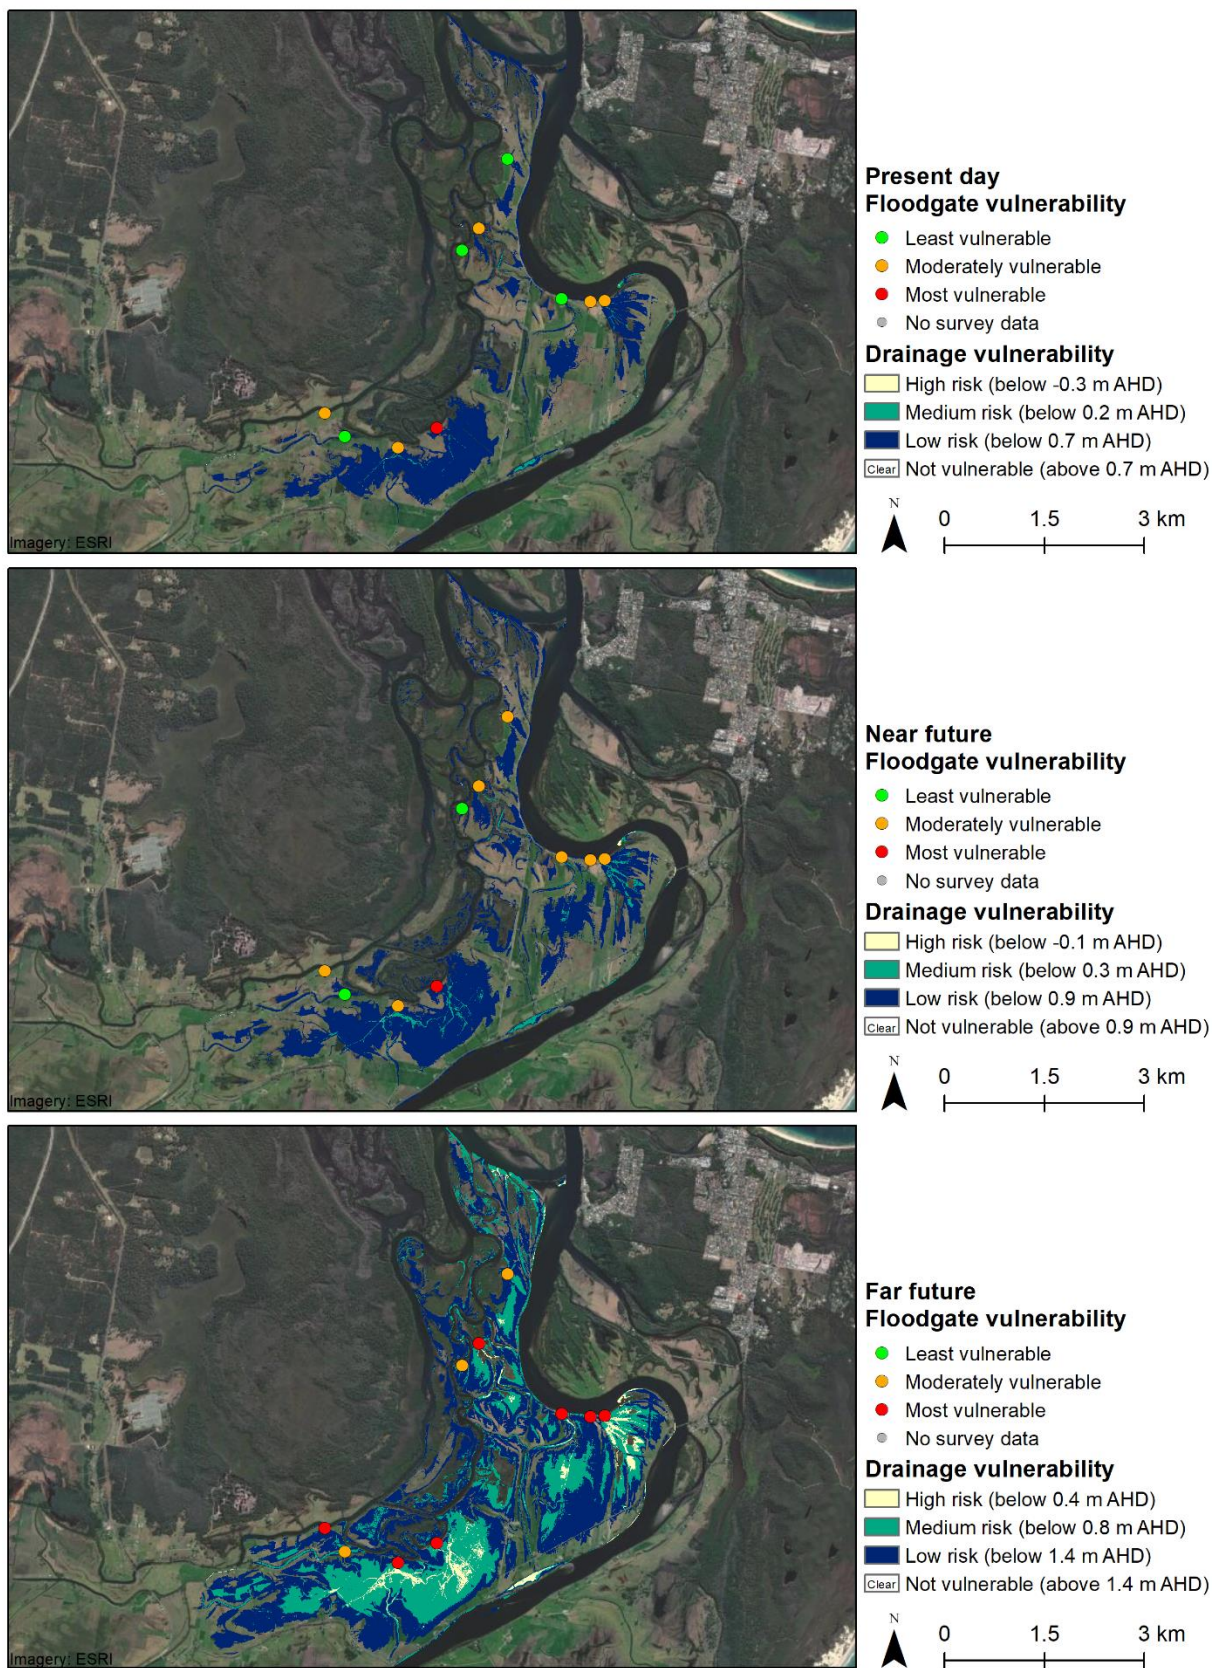 Present day
Floodgate vulnerability
Least vulnerable
Moderately vulnerable
Most vulnerable
No survey data
Drainage vulnerability
High risk (below -0.3 m AHD)
Medium risk (below 0.2 m AHD)
Low risk (below 0.7 m AHD)
Clear Not vulnerable (above 0.7 m AHD)
N
0 1.5 3 km
Imagery: ESRI
Near future
Floodgate vulnerability
Least vulnerable
Moderately vulnerable
Most vulnerable
No survey data
Drainage vulnerability
High risk (below -0.1 m AHD)
Medium risk (below 0.3 m AHD)
Low risk (below 0.9 m AHD)
Clear Not vulnerable (above 0.9 m AHD)
N
0 1.5 3 km
Imagery: ESRI
Far future
Floodgate vulnerability
Least vulnerable
Moderately vulnerable
Most vulnerable
No survey data
Drainage vulnerability
High risk (below 0.4 m AHD)
Medium risk (below 0.8 m AHD)
Low risk (below 1.4 m AHD)
Clear Not vulnerable (above 1.4 m AHD)
N
0 1.5 3 km
Imagery: ESRI